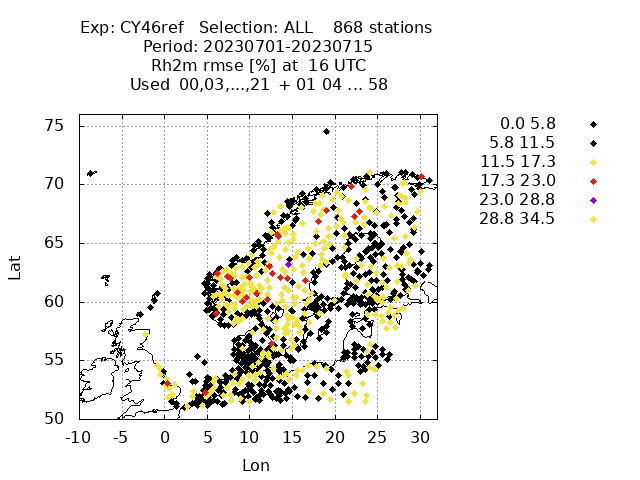 Exp: CY46ref   Selection: ALL    868 stations
Period: 20230701-20230715
Rh2m rmse [%] at  16 UTC
Used  00,03,...,21  + 01 04 ... 58
0.0 5.8
5.8 11.5
11.5 17.3
17.3 23.0
23.0 28.8
28.8 34.5
75
70
65
60
55
50
Lat
-10 -5 0 5 10 15 20 25 30
Lon